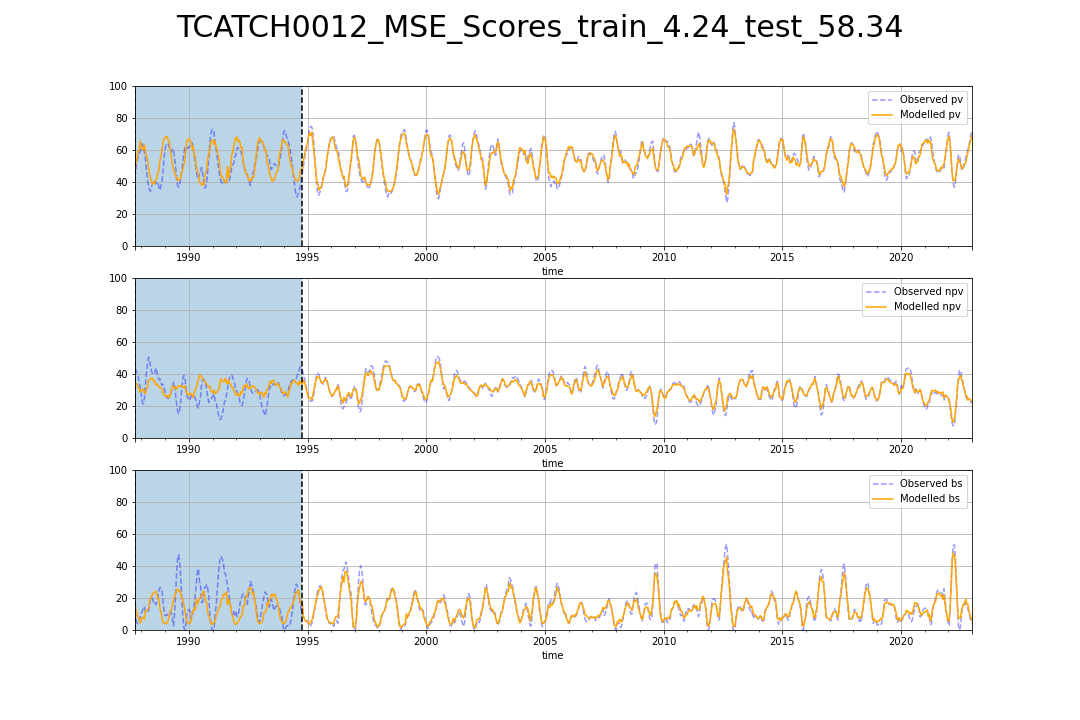 TCATCH0012_MSE_Scores_train_4.24_test_58.34
100
80
60
40
20
0
Observed pv
Modelled pv
1990 1995 2000 2005 2010 2015 2020
time
100
80
60
40
20
0
Observed npv
Modelled npv
1990 1995 2000 2005 2010 2015 2020
time
100
80
60
40
20
0
Observed bs
Modelled bs
1990 1995 2000 2005 2010 2015 2020
time